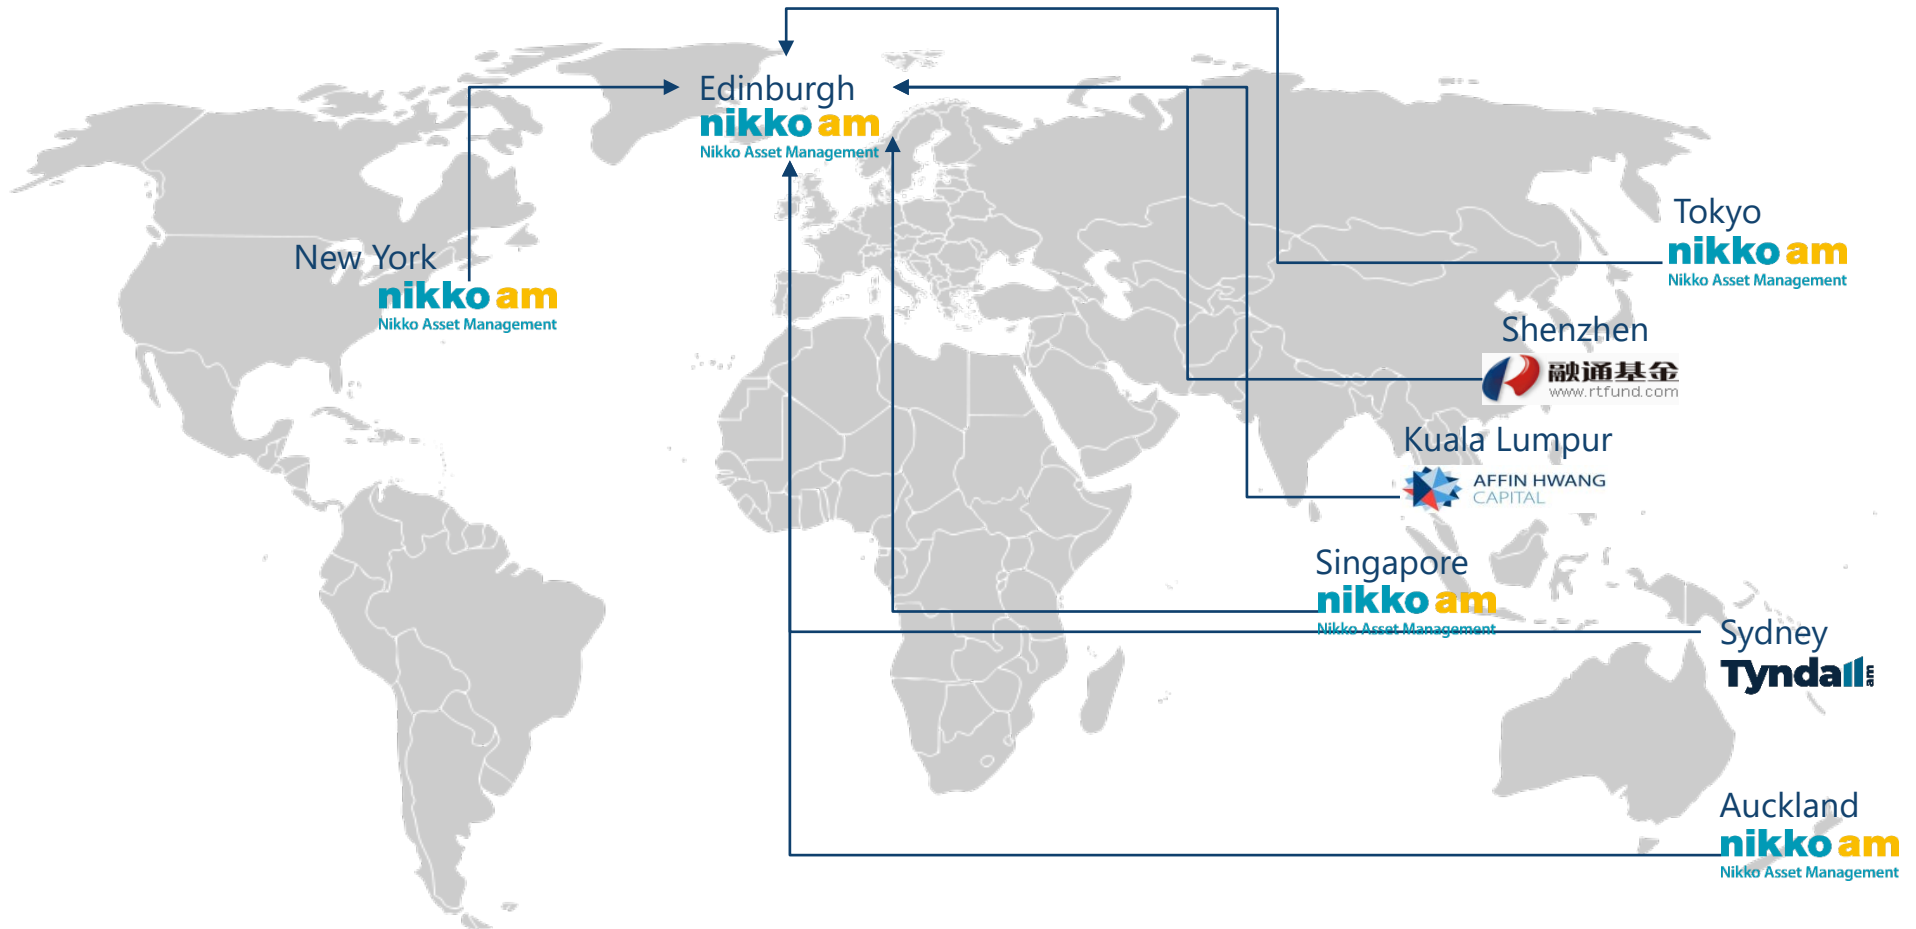 Edinburgh
nikko am
Nikko Asset Management
Tokyo
nikko am
Nikko Asset Management
New York
nikko am
Nikko Asset Management
Shenzhen
融通基金
www.rtfund.com
Kuala Lumpur
AFFIN HWANG
CAPITAL
Singapore
nikko am
Nikko Asset Management
Sydney
Tyndall am
Auckland
nikko am
Nikko Asset Management